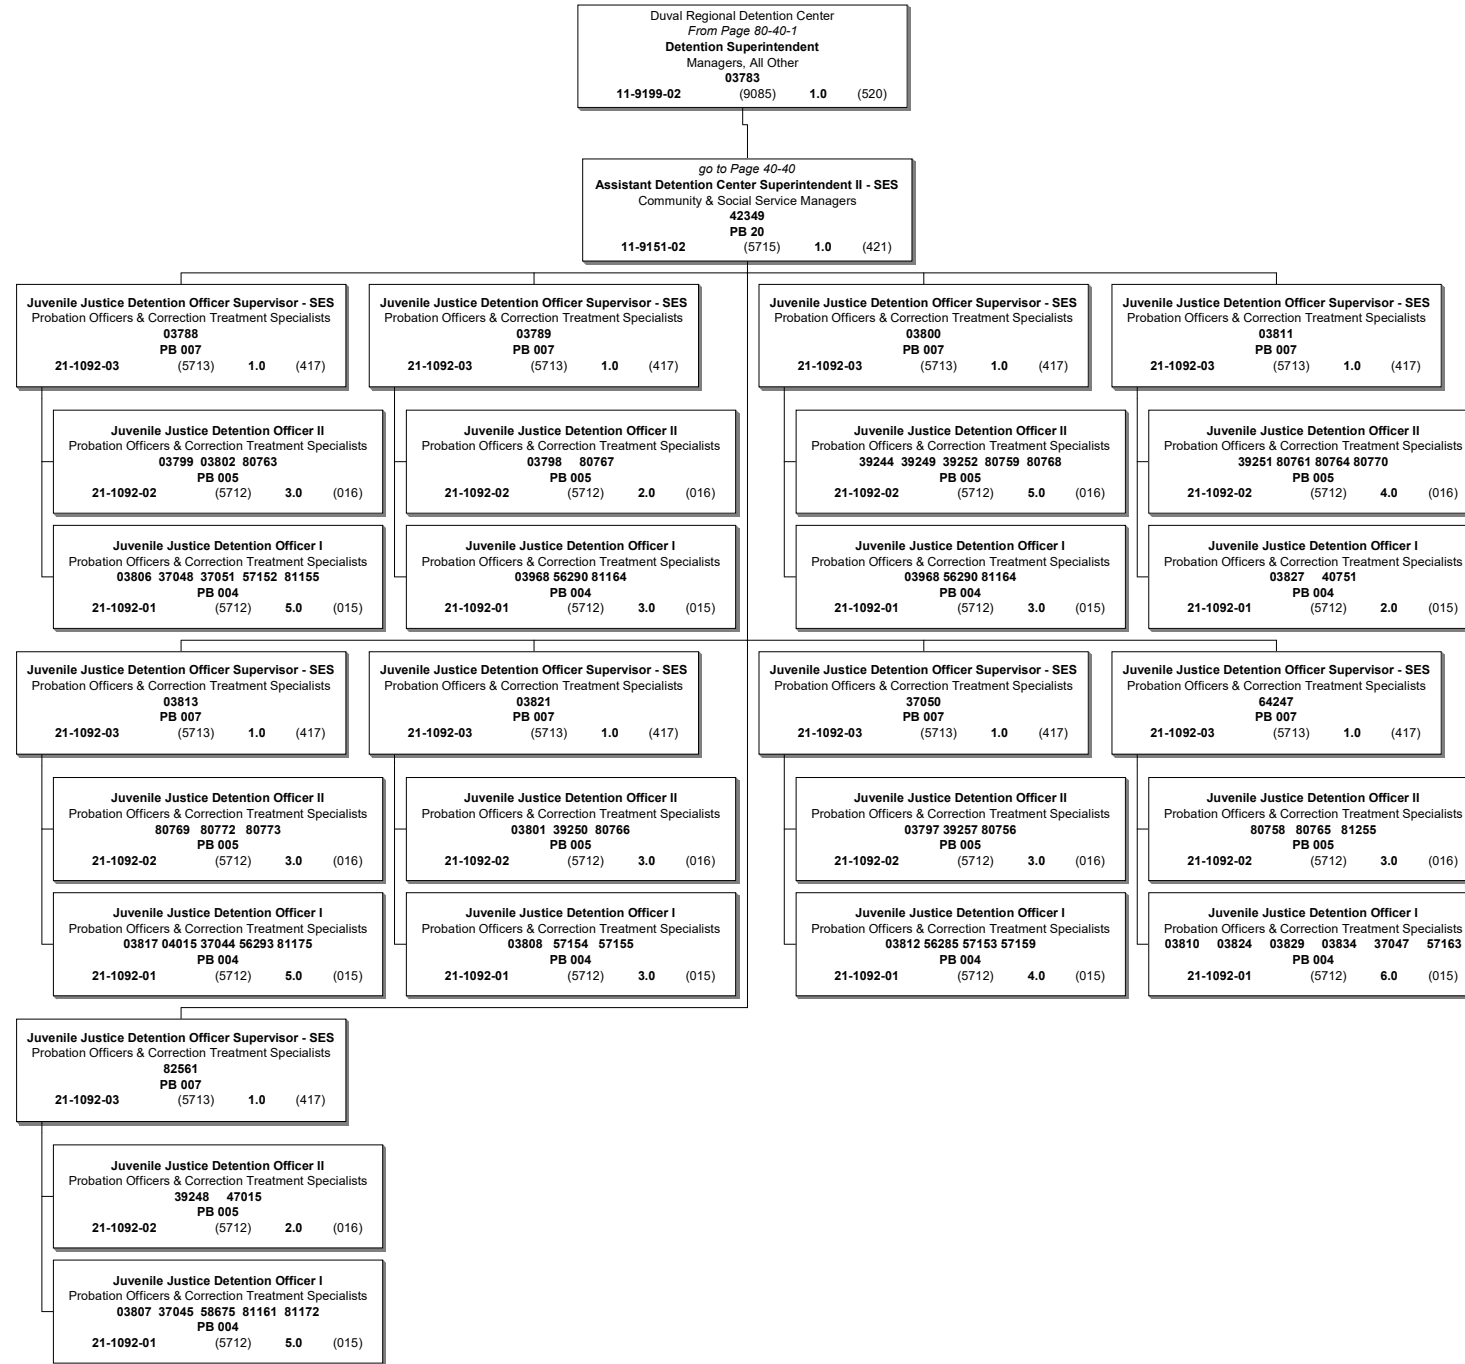 Duval Regional Detention Center
From Page 80-40-1
Detention Superintendent
Managers, All Other
03783
11-9199-02 (9085) 1.0 (520)
go to Page 40-40
Assistant Detention Center Superintendent II - SES
Community & Social Service Managers
42349
PB 20
11-9151-02 (5715) 1.0 (421)
Juvenile Justice Detention Officer Supervisor - SES
Probation Officers & Correction Treatment Specialists
03788
PB 007
21-1092-03 (5713) 1.0 (417)
Juvenile Justice Detention Officer II
Probation Officers & Correction Treatment Specialists
03799 03802 80763
PB 005
21-1092-02 (5712) 3.0 (016)
Juvenile Justice Detention Officer I
Probation Officers & Correction Treatment Specialists
03806 37048 37051 57152 81155
PB 004
21-1092-01 (5712) 5.0 (015)
Juvenile Justice Detention Officer Supervisor - SES
Probation Officers & Correction Treatment Specialists
03789
PB 007
21-1092-03 (5713) 1.0 (417)
Juvenile Justice Detention Officer II
Probation Officers & Correction Treatment Specialists
03798 80767
PB 005
21-1092-02 (5712) 2.0 (016)
Juvenile Justice Detention Officer I
Probation Officers & Correction Treatment Specialists
03968 56290 81164
PB 004
21-1092-01 (5712) 3.0 (015)
Juvenile Justice Detention Officer Supervisor - SES
Probation Officers & Correction Treatment Specialists
03800
PB 007
21-1092-03 (5713) 1.0 (417)
Juvenile Justice Detention Officer II
Probation Officers & Correction Treatment Specialists
39244 39249 39252 80759 80768
PB 005
21-1092-02 (5712) 5.0 (016)
Juvenile Justice Detention Officer I
Probation Officers & Correction Treatment Specialists
03968 56290 81164
PB 004
21-1092-01 (5712) 3.0 (015)
Juvenile Justice Detention Officer Supervisor - SES
Probation Officers & Correction Treatment Specialists
03811
PB 007
21-1092-03 (5713) 1.0 (417)
Juvenile Justice Detention Officer II
Probation Officers & Correction Treatment Specialists
39251 80761 80764 80770
PB 005
21-1092-02 (5712) 4.0 (016)
Juvenile Justice Detention Officer I
Probation Officers & Correction Treatment Specialists
03827 40751
PB 004
21-1092-01 (5712) 2.0 (015)
Juvenile Justice Detention Officer Supervisor - SES
Probation Officers & Correction Treatment Specialists
03813
PB 007
21-1092-03 (5713) 1.0 (417)
Juvenile Justice Detention Officer II
Probation Officers & Correction Treatment Specialists
80769 80772 80773
PB 005
21-1092-02 (5712) 3.0 (016)
Juvenile Justice Detention Officer I
Probation Officers & Correction Treatment Specialists
03817 04015 37044 56293 81175
PB 004
21-1092-01 (5712) 5.0 (015)
Juvenile Justice Detention Officer Supervisor - SES
Probation Officers & Correction Treatment Specialists
03821
PB 007
21-1092-03 (5713) 1.0 (417)
Juvenile Justice Detention Officer II
Probation Officers & Correction Treatment Specialists
03801 39250 80766
PB 005
21-1092-02 (5712) 3.0 (016)
Juvenile Justice Detention Officer I
Probation Officers & Correction Treatment Specialists
03808 57154 57155
PB 004
21-1092-01 (5712) 3.0 (015)
Juvenile Justice Detention Officer Supervisor - SES
Probation Officers & Correction Treatment Specialists
37050
PB 007
21-1092-03 (5713) 1.0 (417)
Juvenile Justice Detention Officer II
Probation Officers & Correction Treatment Specialists
03797 39257 80756
PB 005
21-1092-02 (5712) 3.0 (016)
Juvenile Justice Detention Officer I
Probation Officers & Correction Treatment Specialists
03812 56285 57153 57159
PB 004
21-1092-01 (5712) 4.0 (015)
Juvenile Justice Detention Officer Supervisor - SES
Probation Officers & Correction Treatment Specialists
64247
PB 007
21-1092-03 (5713) 1.0 (417)
Juvenile Justice Detention Officer II
Probation Officers & Correction Treatment Specialists
80758 80765 81255
PB 005
21-1092-02 (5712) 3.0 (016)
Juvenile Justice Detention Officer I
Probation Officers & Correction Treatment Specialists
03810 03824 03829 03834 37047 57163
PB 004
21-1092-01 (5712) 6.0 (015)
Juvenile Justice Detention Officer Supervisor - SES
Probation Officers & Correction Treatment Specialists
82561
PB 007
21-1092-03 (5713) 1.0 (417)
Juvenile Justice Detention Officer II
Probation Officers & Correction Treatment Specialists
39248 47015
PB 005
21-1092-02 (5712) 2.0 (016)
Juvenile Justice Detention Officer I
Probation Officers & Correction Treatment Specialists
03807 37045 58675 81161 81172
PB 004
21-1092-01 (5712) 5.0 (015)